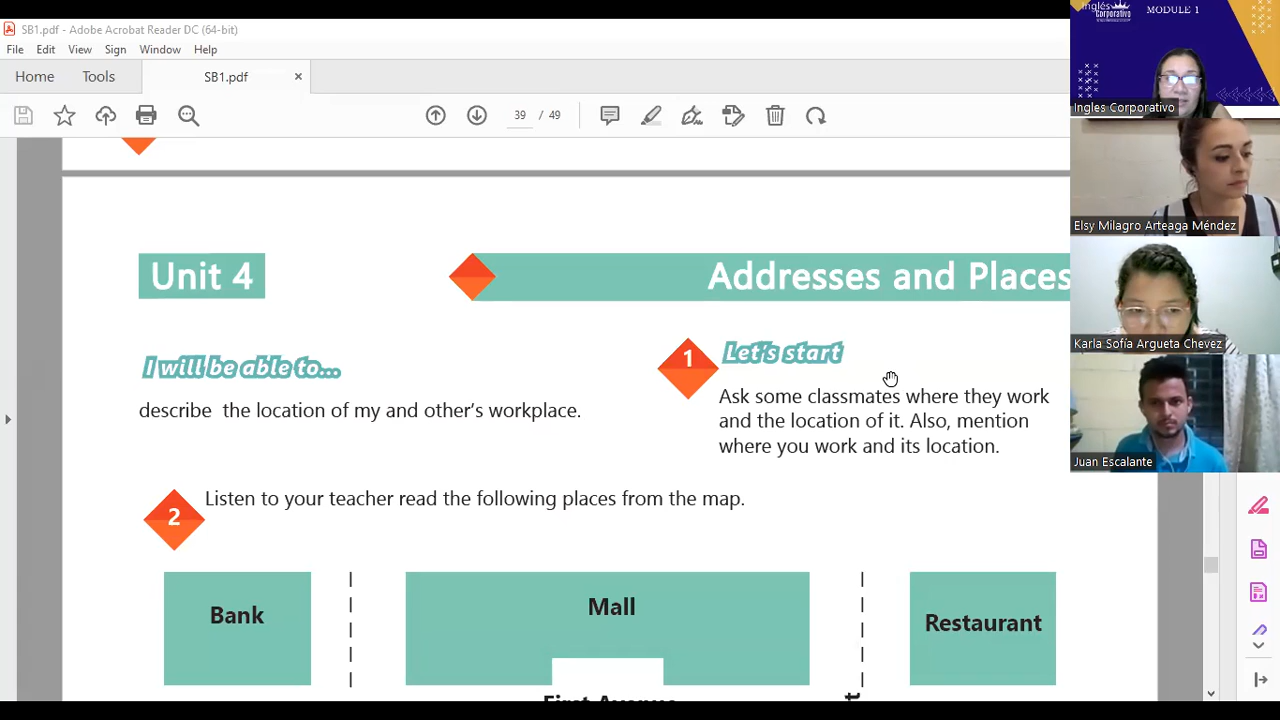 SB1.pdf - Adobe Acrobat Reader DC (64-bit)
File Edit View Sign Window Help
Home Tools SB1.pdf ×
39 / 49
Unit 4
Addresses and Places
I will be able to...
describe the location of my and other's workplace.
1
Let's start
Ask some classmates where they work
and the location of it. Also, mention
where you work and its location.
2
Listen to your teacher read the following places from the map.
Bank
Mall
Restaurant
First Avenue
Inglés
Corporativo
MODULE 1
Ingles Corporativo
Elsy Milagro Arteaga Méndez
Karla Sofía Argueta Chevez
Juan Escalante